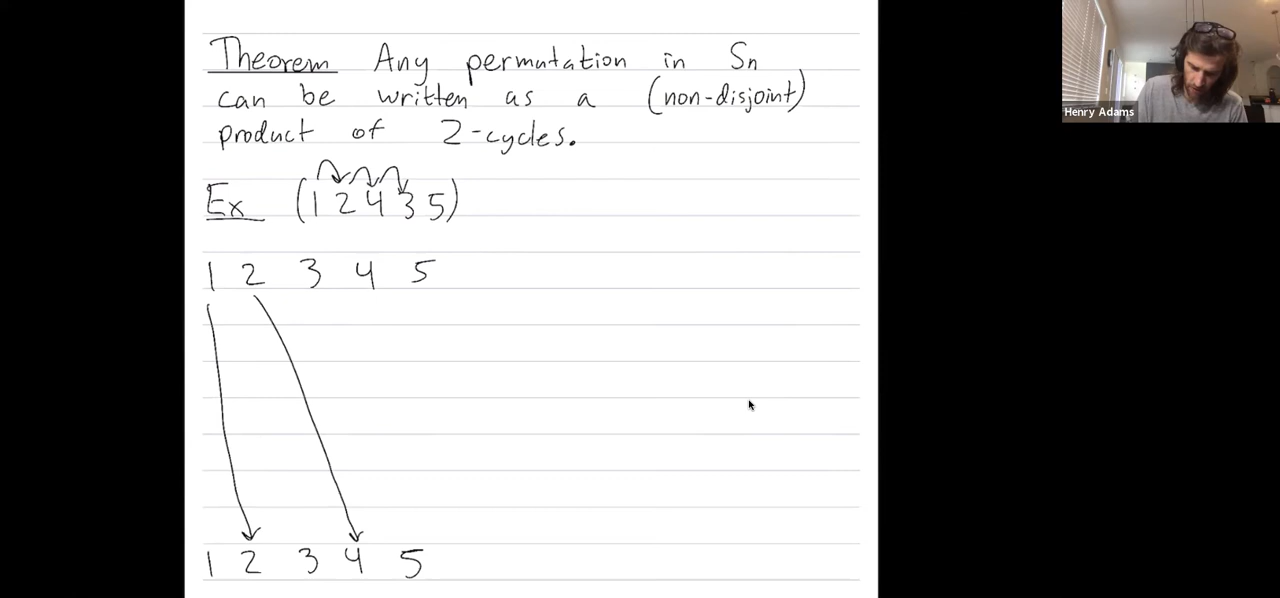 Theorem Any permutation in Sn
can be written as a (non-disjoint)
product of 2-cycles.
Ex (1 2 4 3 5)
1 2 3 4 5
1 2 3 4 5
Henry Adams